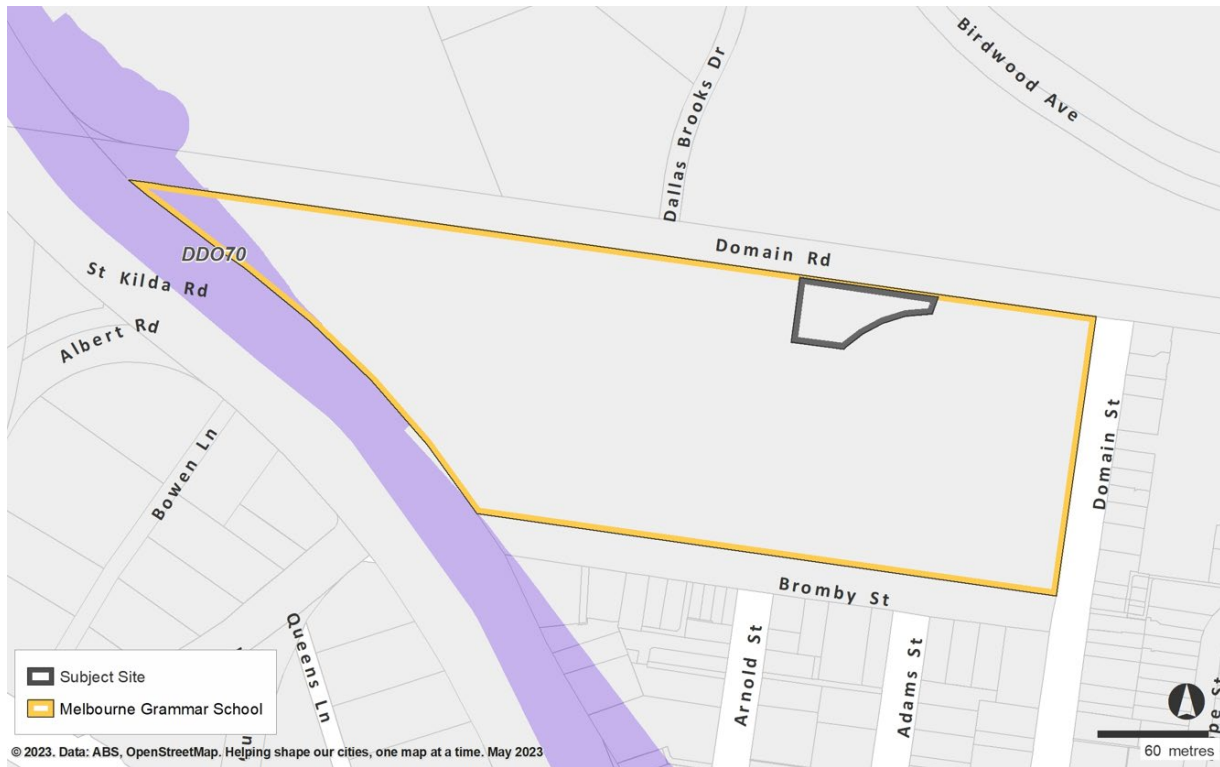 Birdwood Ave
Dallas Brooks Dr
Domain Rd
DDO70
St Kilda Rd
Albert Rd
Bowen Ln
Domain St
Bromby St
Queens Ln
Arnold St
Adams St
Subject Site
Melbourne Grammar School
60 metres
© 2023. Data: ABS, OpenStreetMap. Helping shape our cities, one map at a time. May 2023